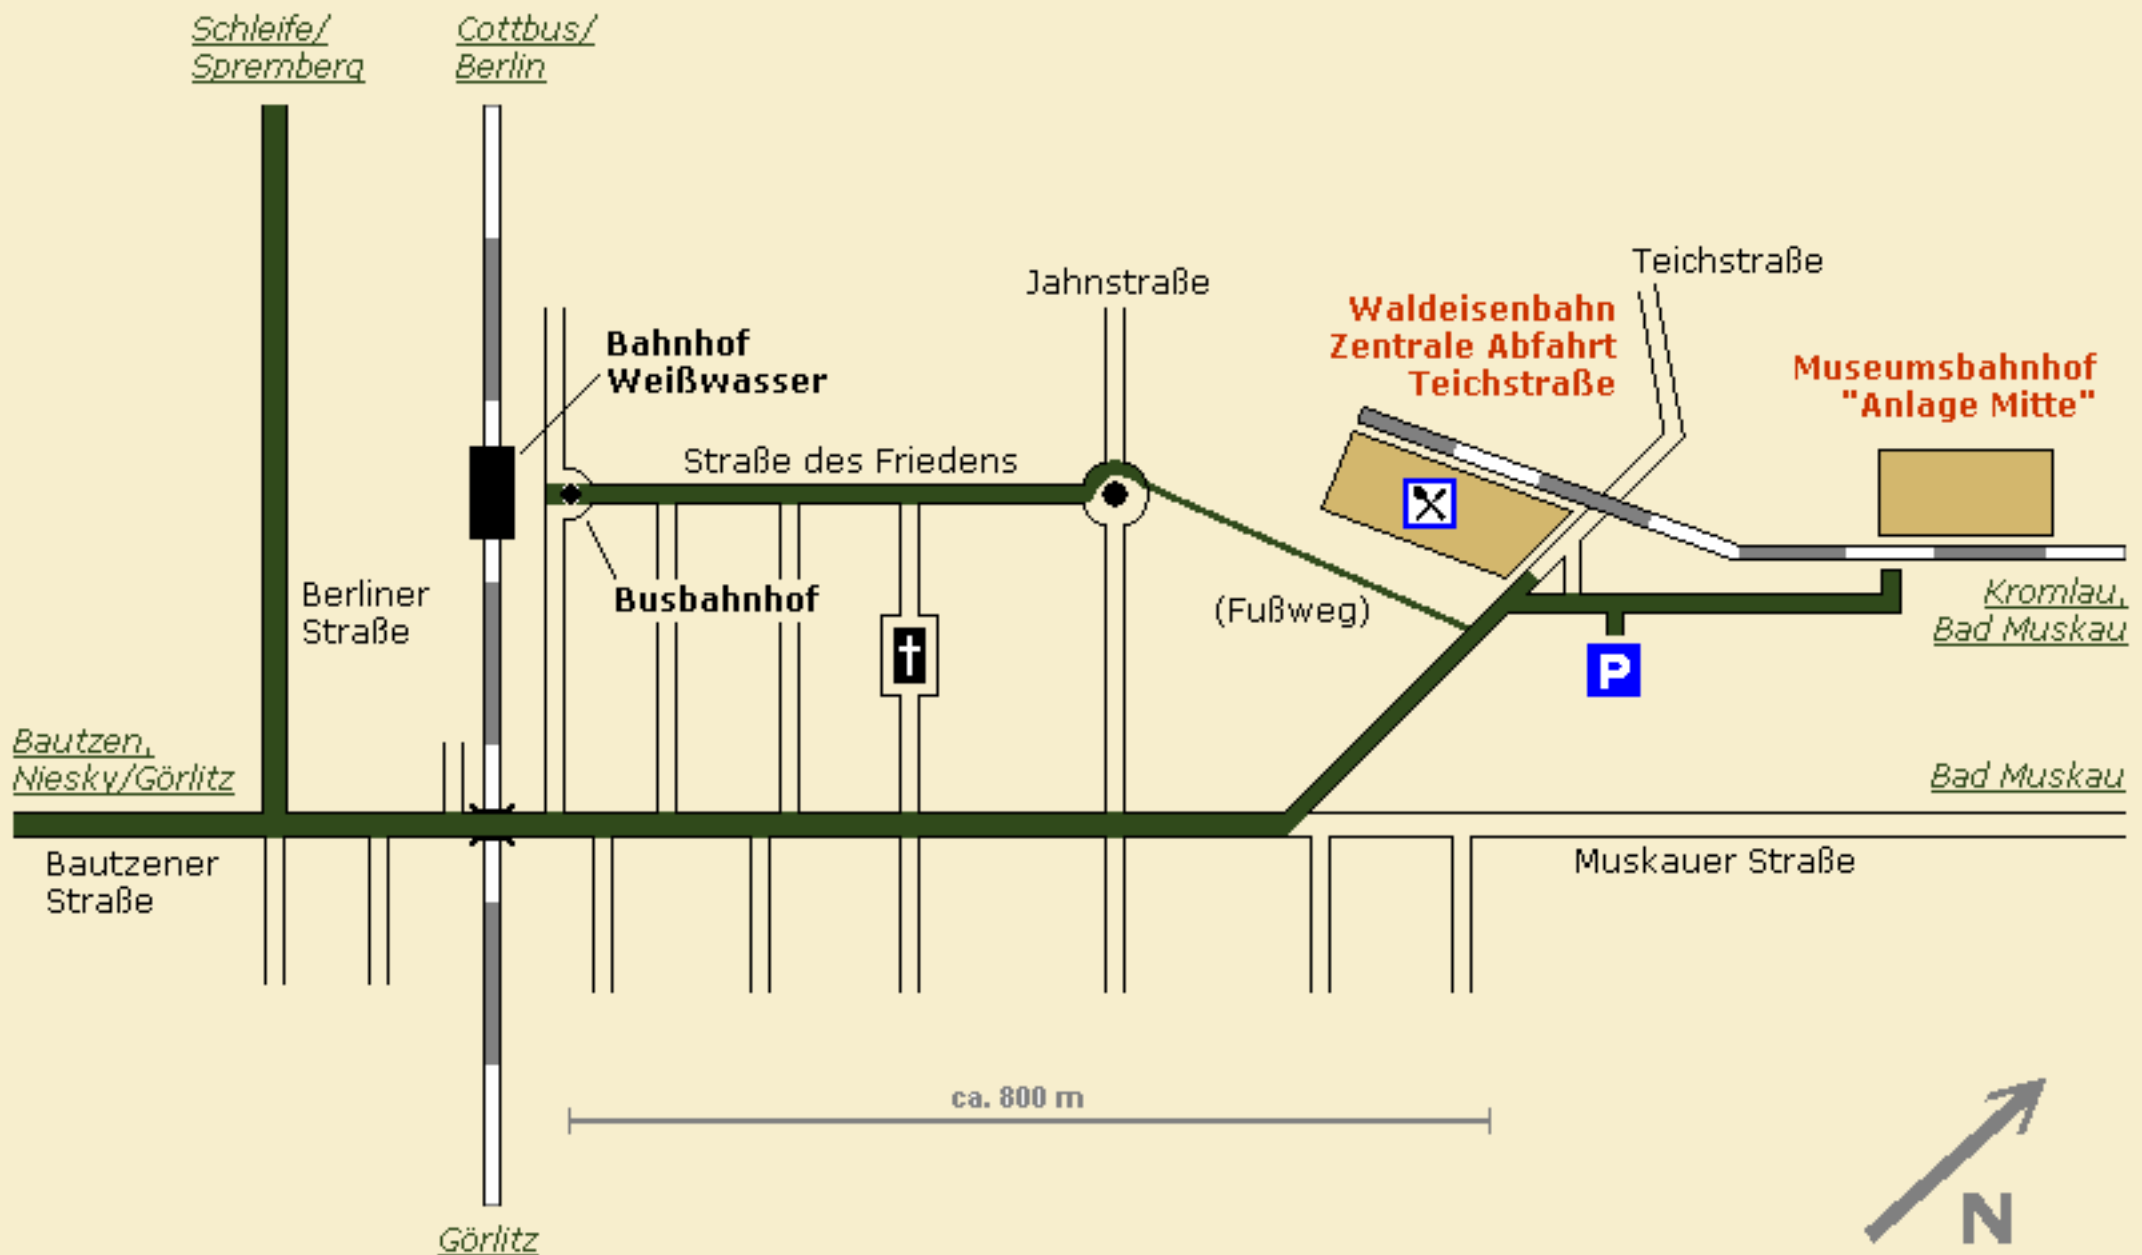 Schleife/
Spremberg
Cottbus/
Berlin
Teichstraße
Jahnstraße
Waldeisenbahn
Zentrale Abfahrt
Teichstraße
Bahnhof
Weißwasser
Museumsbahnhof
"Anlage Mitte"
Straße des Friedens
Berliner
Straße
Busbahnhof
(Fußweg)
Kromlau,
Bad Muskau
P
Bautzen,
Niesky/Görlitz
Bad Muskau
Bautzener
Straße
Muskauer Straße
ca. 800 m
N
Görlitz